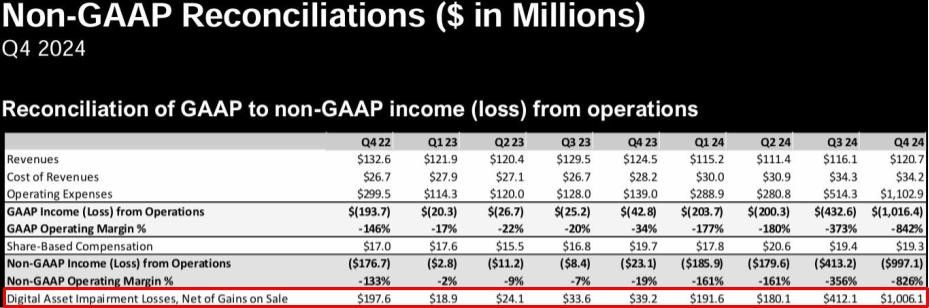 Non-GAAP Reconciliations ($ in Millions)
Q4 2024
Reconciliation of GAAP to non-GAAP income (loss) from operations
Q4 22 Q1 23 Q2 23 Q3 23 Q4 23 Q1 24 Q2 24 Q3 24 Q4 24
Revenues $132.6 $121.9 $120.4 $129.5 $124.5 $115.2 $111.4 $116.1 $120.7
Cost of Revenues $26.7 $27.9 $27.1 $26.7 $28.2 $30.0 $30.9 $34.3 $34.2
Operating Expenses $299.5 $114.3 $120.0 $128.0 $139.0 $288.9 $280.8 $514.3 $1,102.9
GAAP Income (Loss) from Operations $(193.7) $(20.3) $(26.7) $(25.2) $(42.8) $(203.7) $(200.3) $(432.6) $(1,016.4)
GAAP Operating Margin % -146% -17% -22% -20% -34% -177% -180% -373% -842%
Share-Based Compensation $17.0 $17.6 $15.5 $16.8 $19.7 $17.8 $20.6 $19.4 $19.3
Non-GAAP Income (Loss) from Operations ($176.7) ($2.8) ($11.2) ($8.4) ($23.1) ($185.9) ($179.6) ($413.2) ($997.1)
Non-GAAP Operating Margin % -133% -2% -9% -7% -19% -161% -161% -356% -826%
Digital Asset Impairment Losses, Net of Gains on Sale $197.6 $18.9 $24.1 $33.6 $39.2 $191.6 $180.1 $412.1 $1,006.1